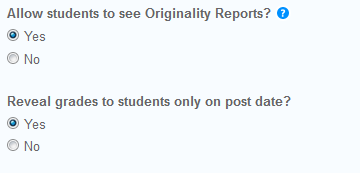 Allow students to see Originality Reports? ?
Yes
No
Reveal grades to students only on post date?
Yes
No